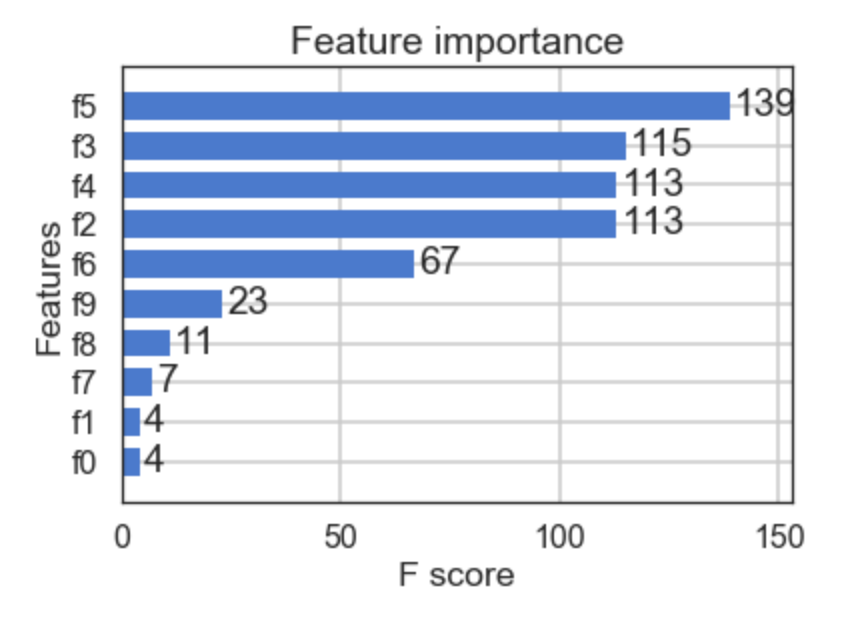 Feature importance
Features
f5 139
f3 115
f4 113
f2 113
f6 67
f9 23
f8 11
f7 7
f1 4
f0 4
0 50 100 150
F score